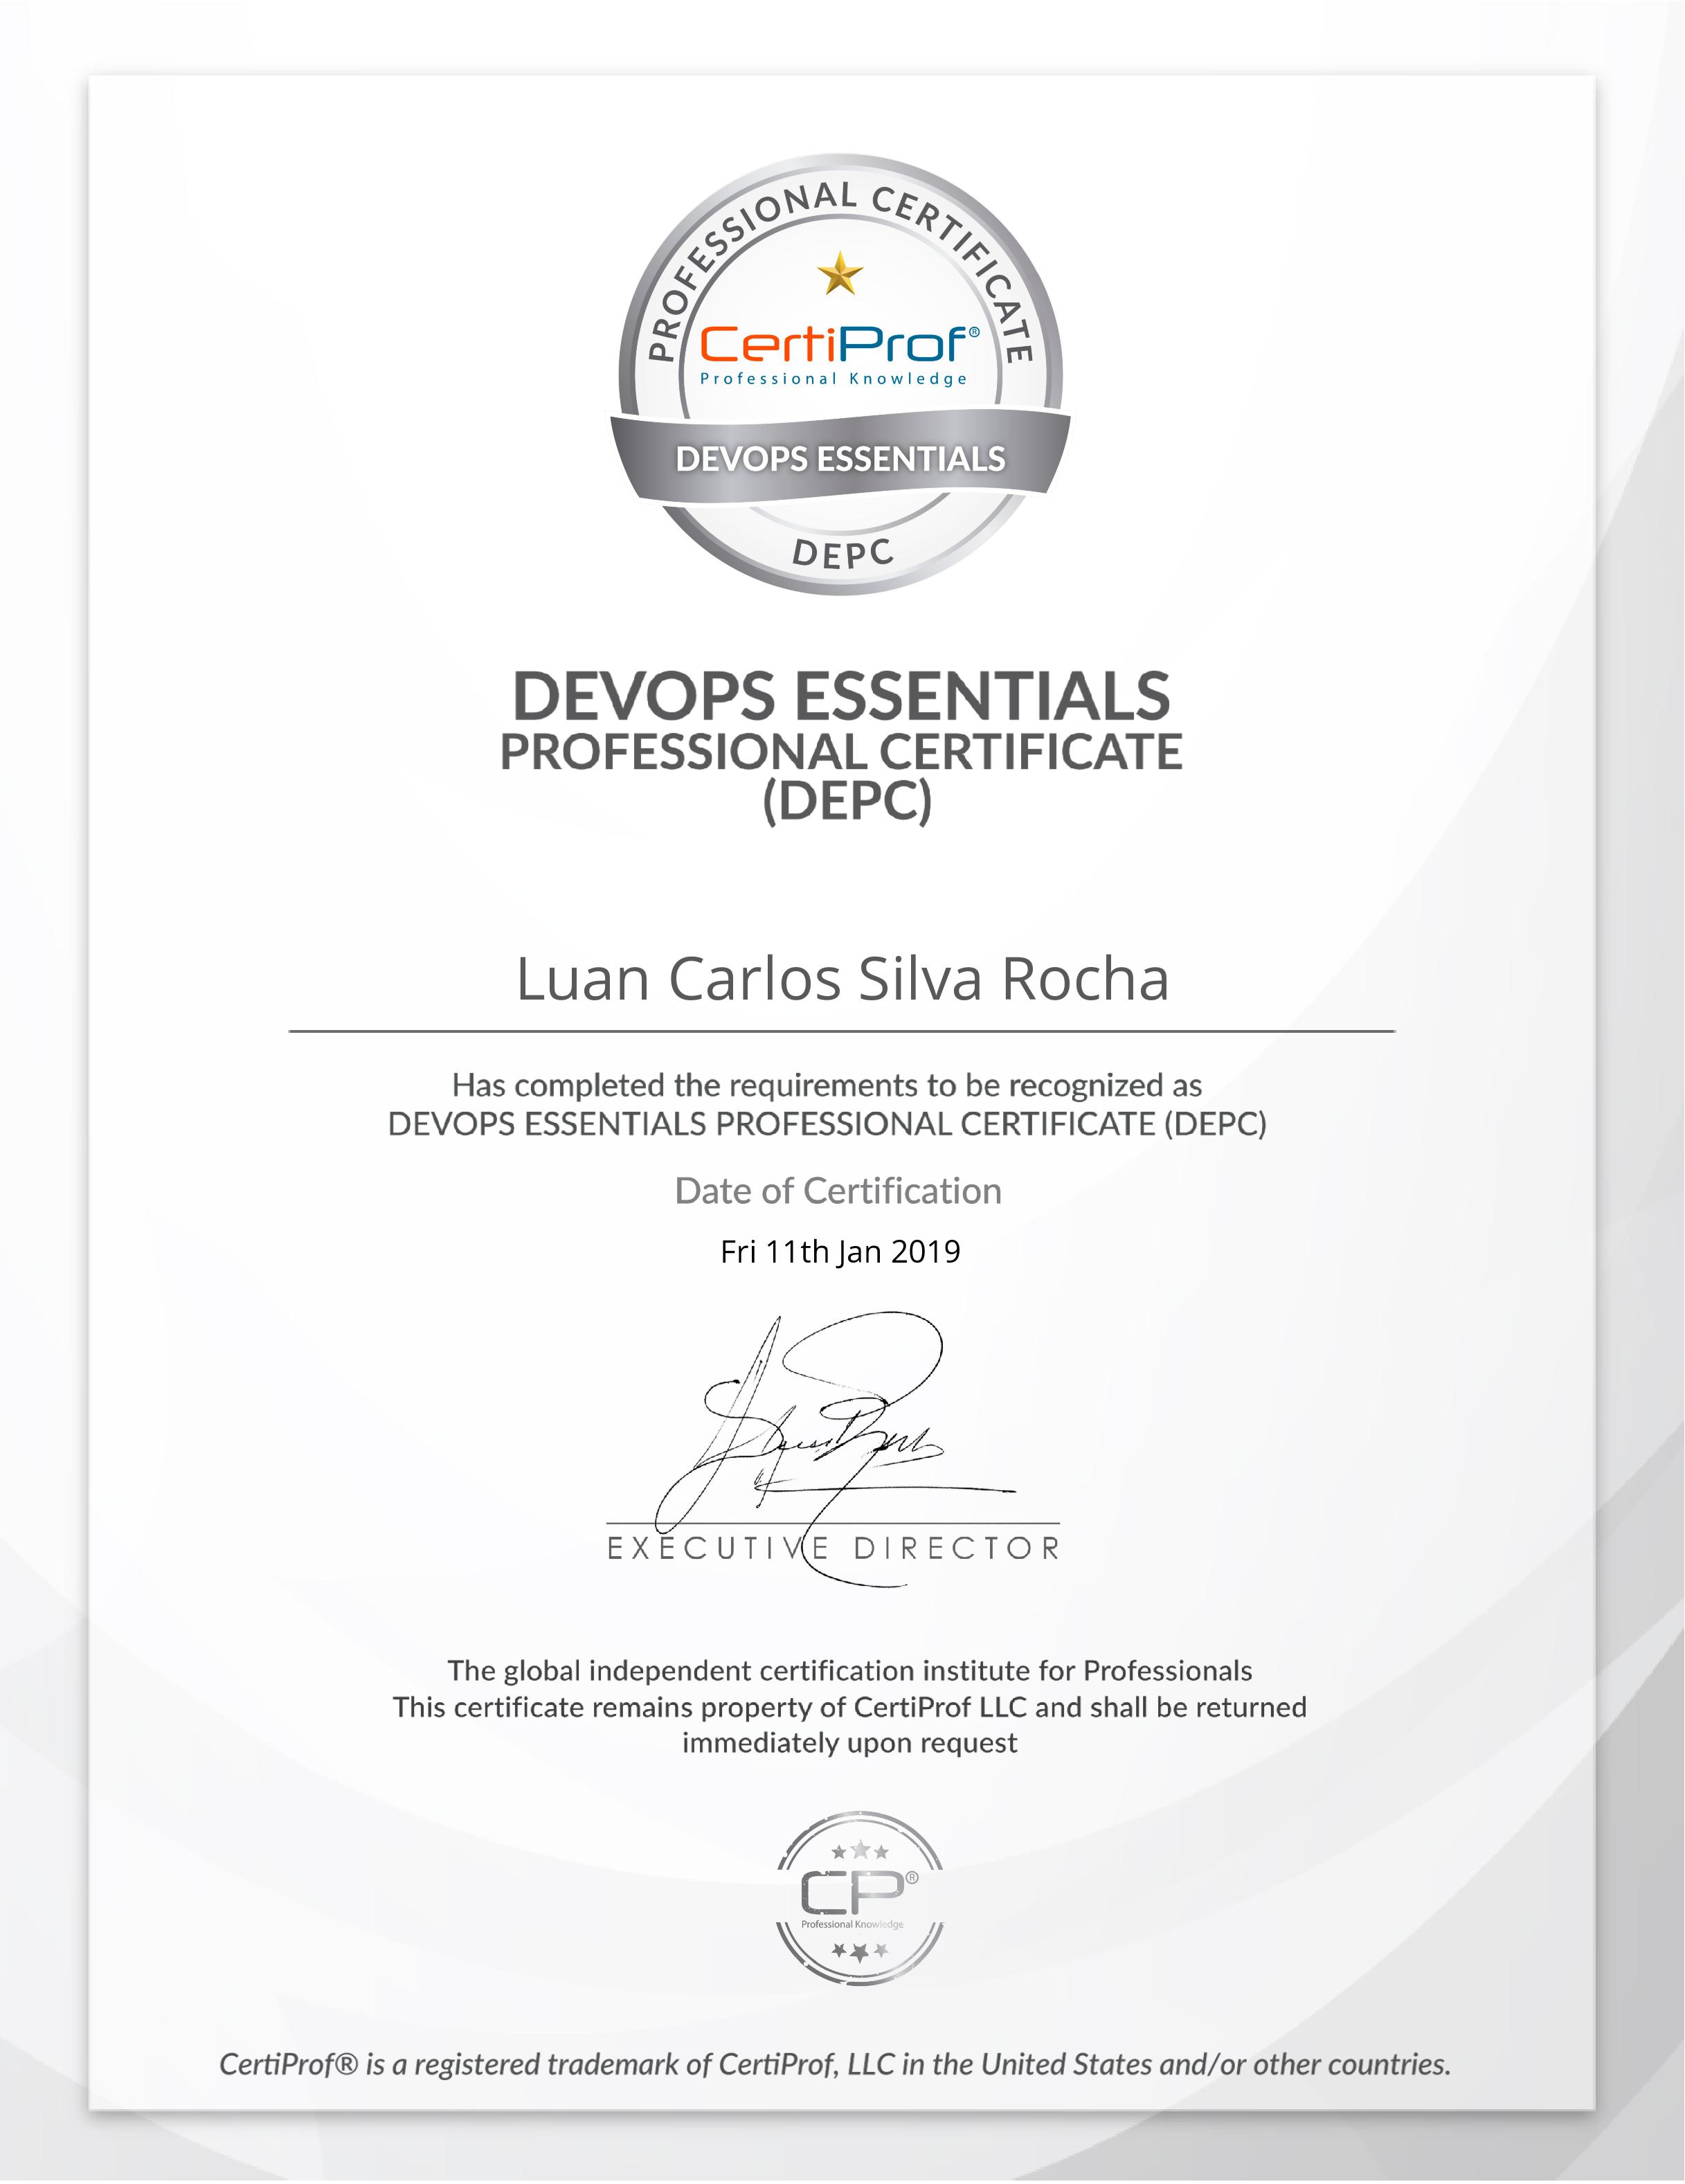 PROFESSIONAL CERTIFICATE
CertiProf®
Professional Knowledge
DEVOPS ESSENTIALS
DEPC
DEVOPS ESSENTIALS
PROFESSIONAL CERTIFICATE
(DEPC)
Luan Carlos Silva Rocha
Has completed the requirements to be recognized as
DEVOPS ESSENTIALS PROFESSIONAL CERTIFICATE (DEPC)
Date of Certification
Fri 11th Jan 2019
EXECUTIVE DIRECTOR
The global independent certification institute for Professionals
This certificate remains property of CertiProf LLC and shall be returned
immediately upon request
CP®
Professional Knowledge
CertiProf® is a registered trademark of CertiProf, LLC in the United States and/or other countries.